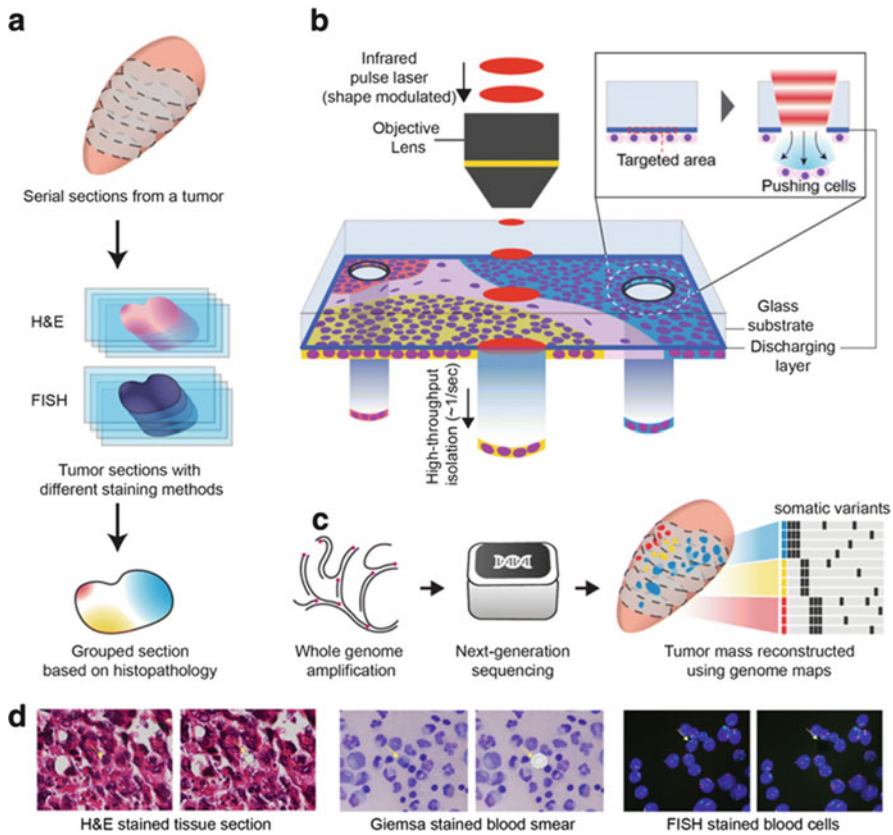 a
Serial sections from a tumor
H&E
FISH
Tumor sections with
different staining methods
Grouped section
based on histopathology
b
Infrared
pulse laser
(shape modulated)
Objective
Lens
Targeted area
Pushing cells
Glass
substrate
Discharging
layer
High-throughput
isolation (~1/sec)
c
Whole genome
amplification
Next-generation
sequencing
somatic variants
Tumor mass reconstructed
using genome maps
d
H&E stained tissue section
Giemsa stained blood smear
FISH stained blood cells